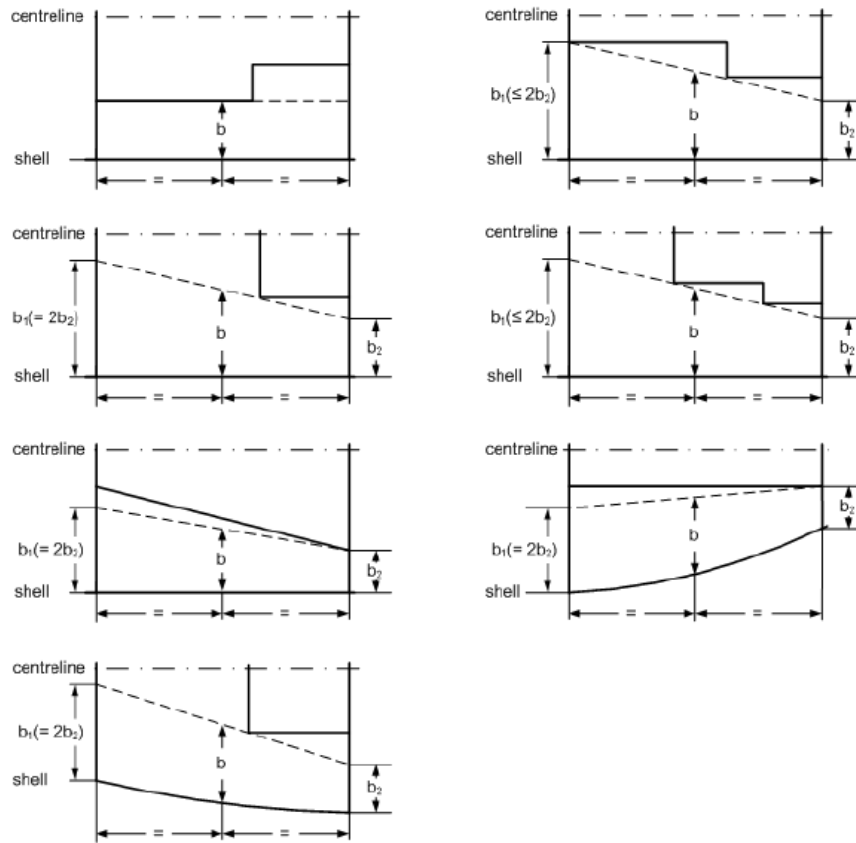 centreline
b
shell
= =
centreline
b₁(≤ 2b₂)
b
b₂
shell
= =
centreline
b₁(= 2b₂)
b
b₂
shell
= =
centreline
b₁(≤ 2b₂)
b
b₂
shell
= =
centreline
b₁(= 2b₂)
b
b₂
shell
= =
centreline
b₂
b₁(= 2b₂)
b
shell
= =
centreline
b₁(= 2b₂)
b
shell
b₂
= =